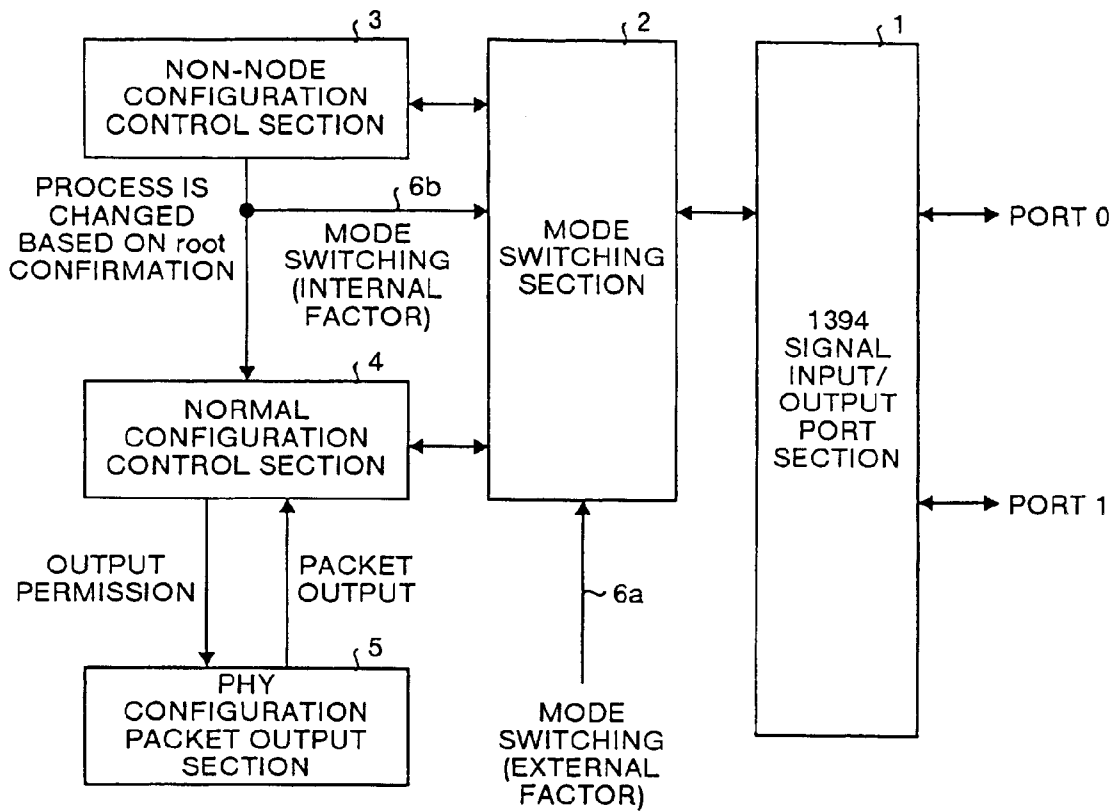 3
NON-NODE
CONFIGURATION
CONTROL SECTION
PROCESS IS
CHANGED
BASED ON root
CONFIRMATION
6b
MODE
SWITCHING
(INTERNAL
FACTOR)
4
NORMAL
CONFIGURATION
CONTROL SECTION
OUTPUT
PERMISSION
PACKET
OUTPUT
5
PHY
CONFIGURATION
PACKET OUTPUT
SECTION
2
MODE
SWITCHING
SECTION
6a
MODE
SWITCHING
(EXTERNAL
FACTOR)
1
1394
SIGNAL
INPUT/
OUTPUT
PORT
SECTION
PORT 0
PORT 1